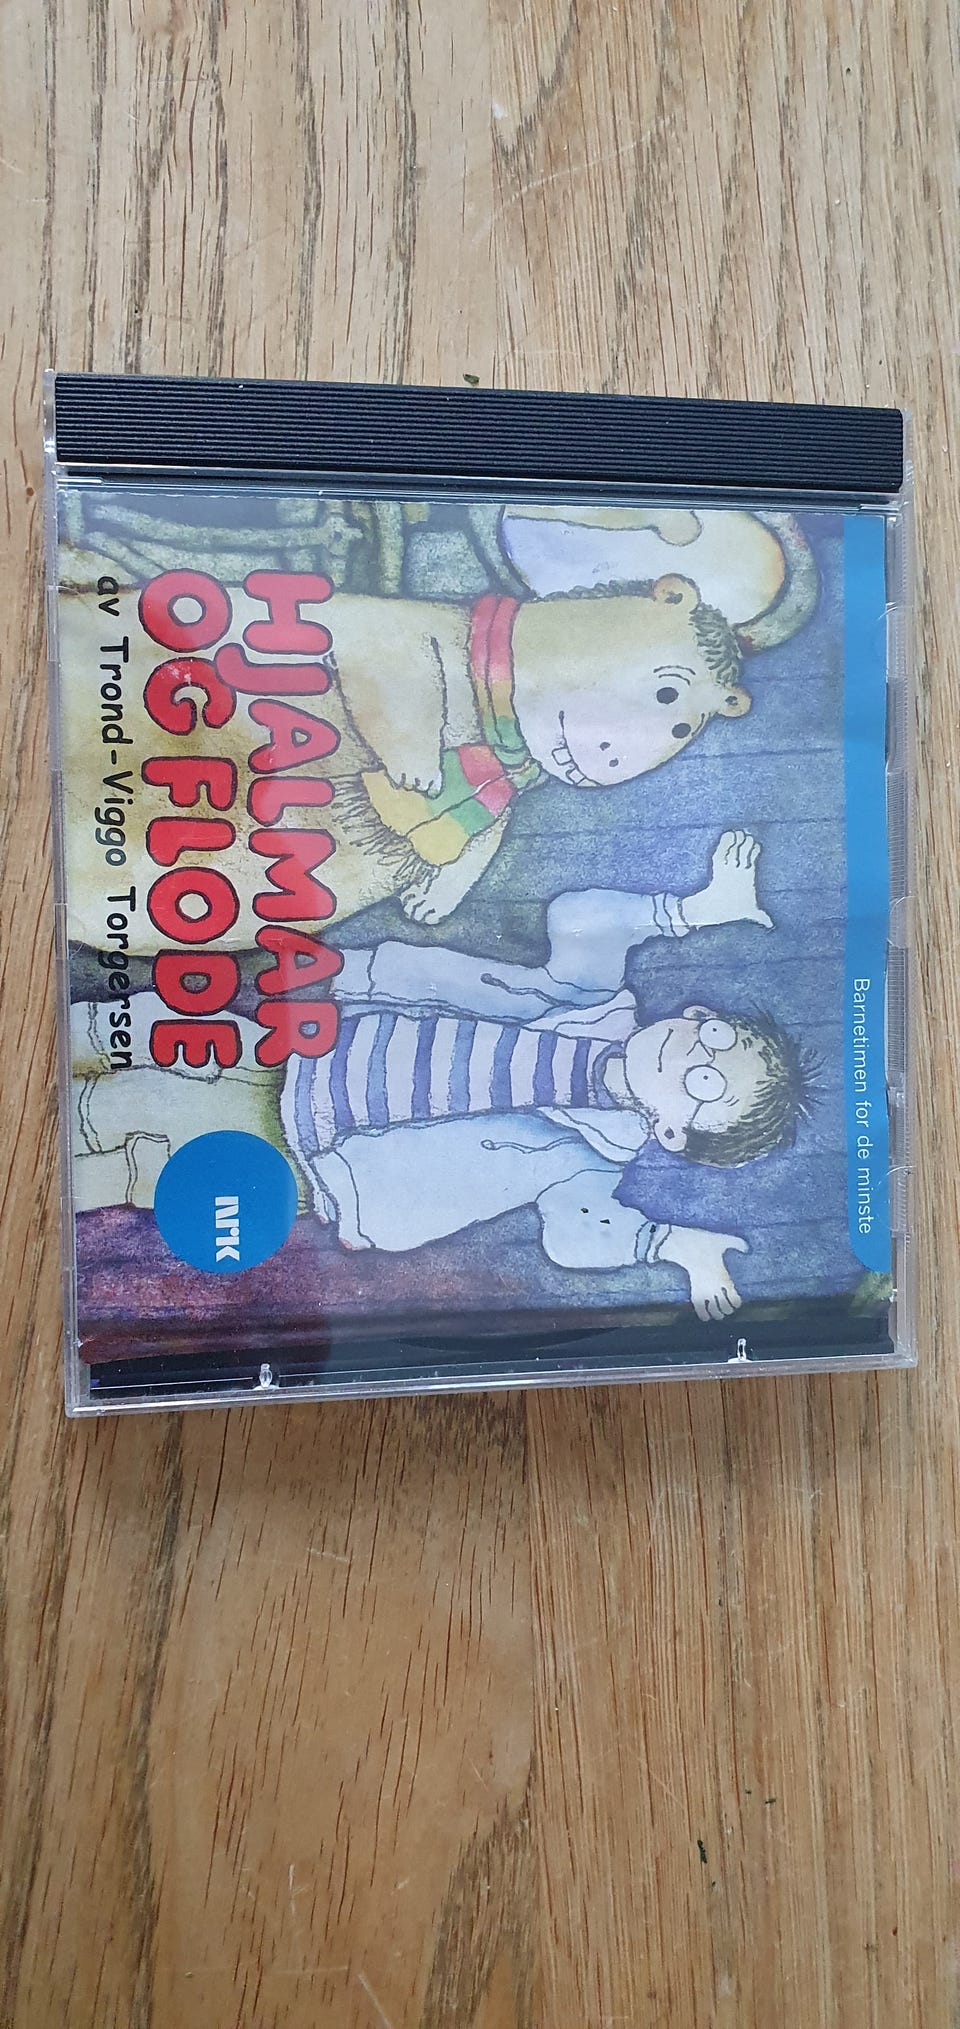 Barnetimen for de minste
HJALMAR
OG FLODE
av Trond-Viggo Torgersen
NRK